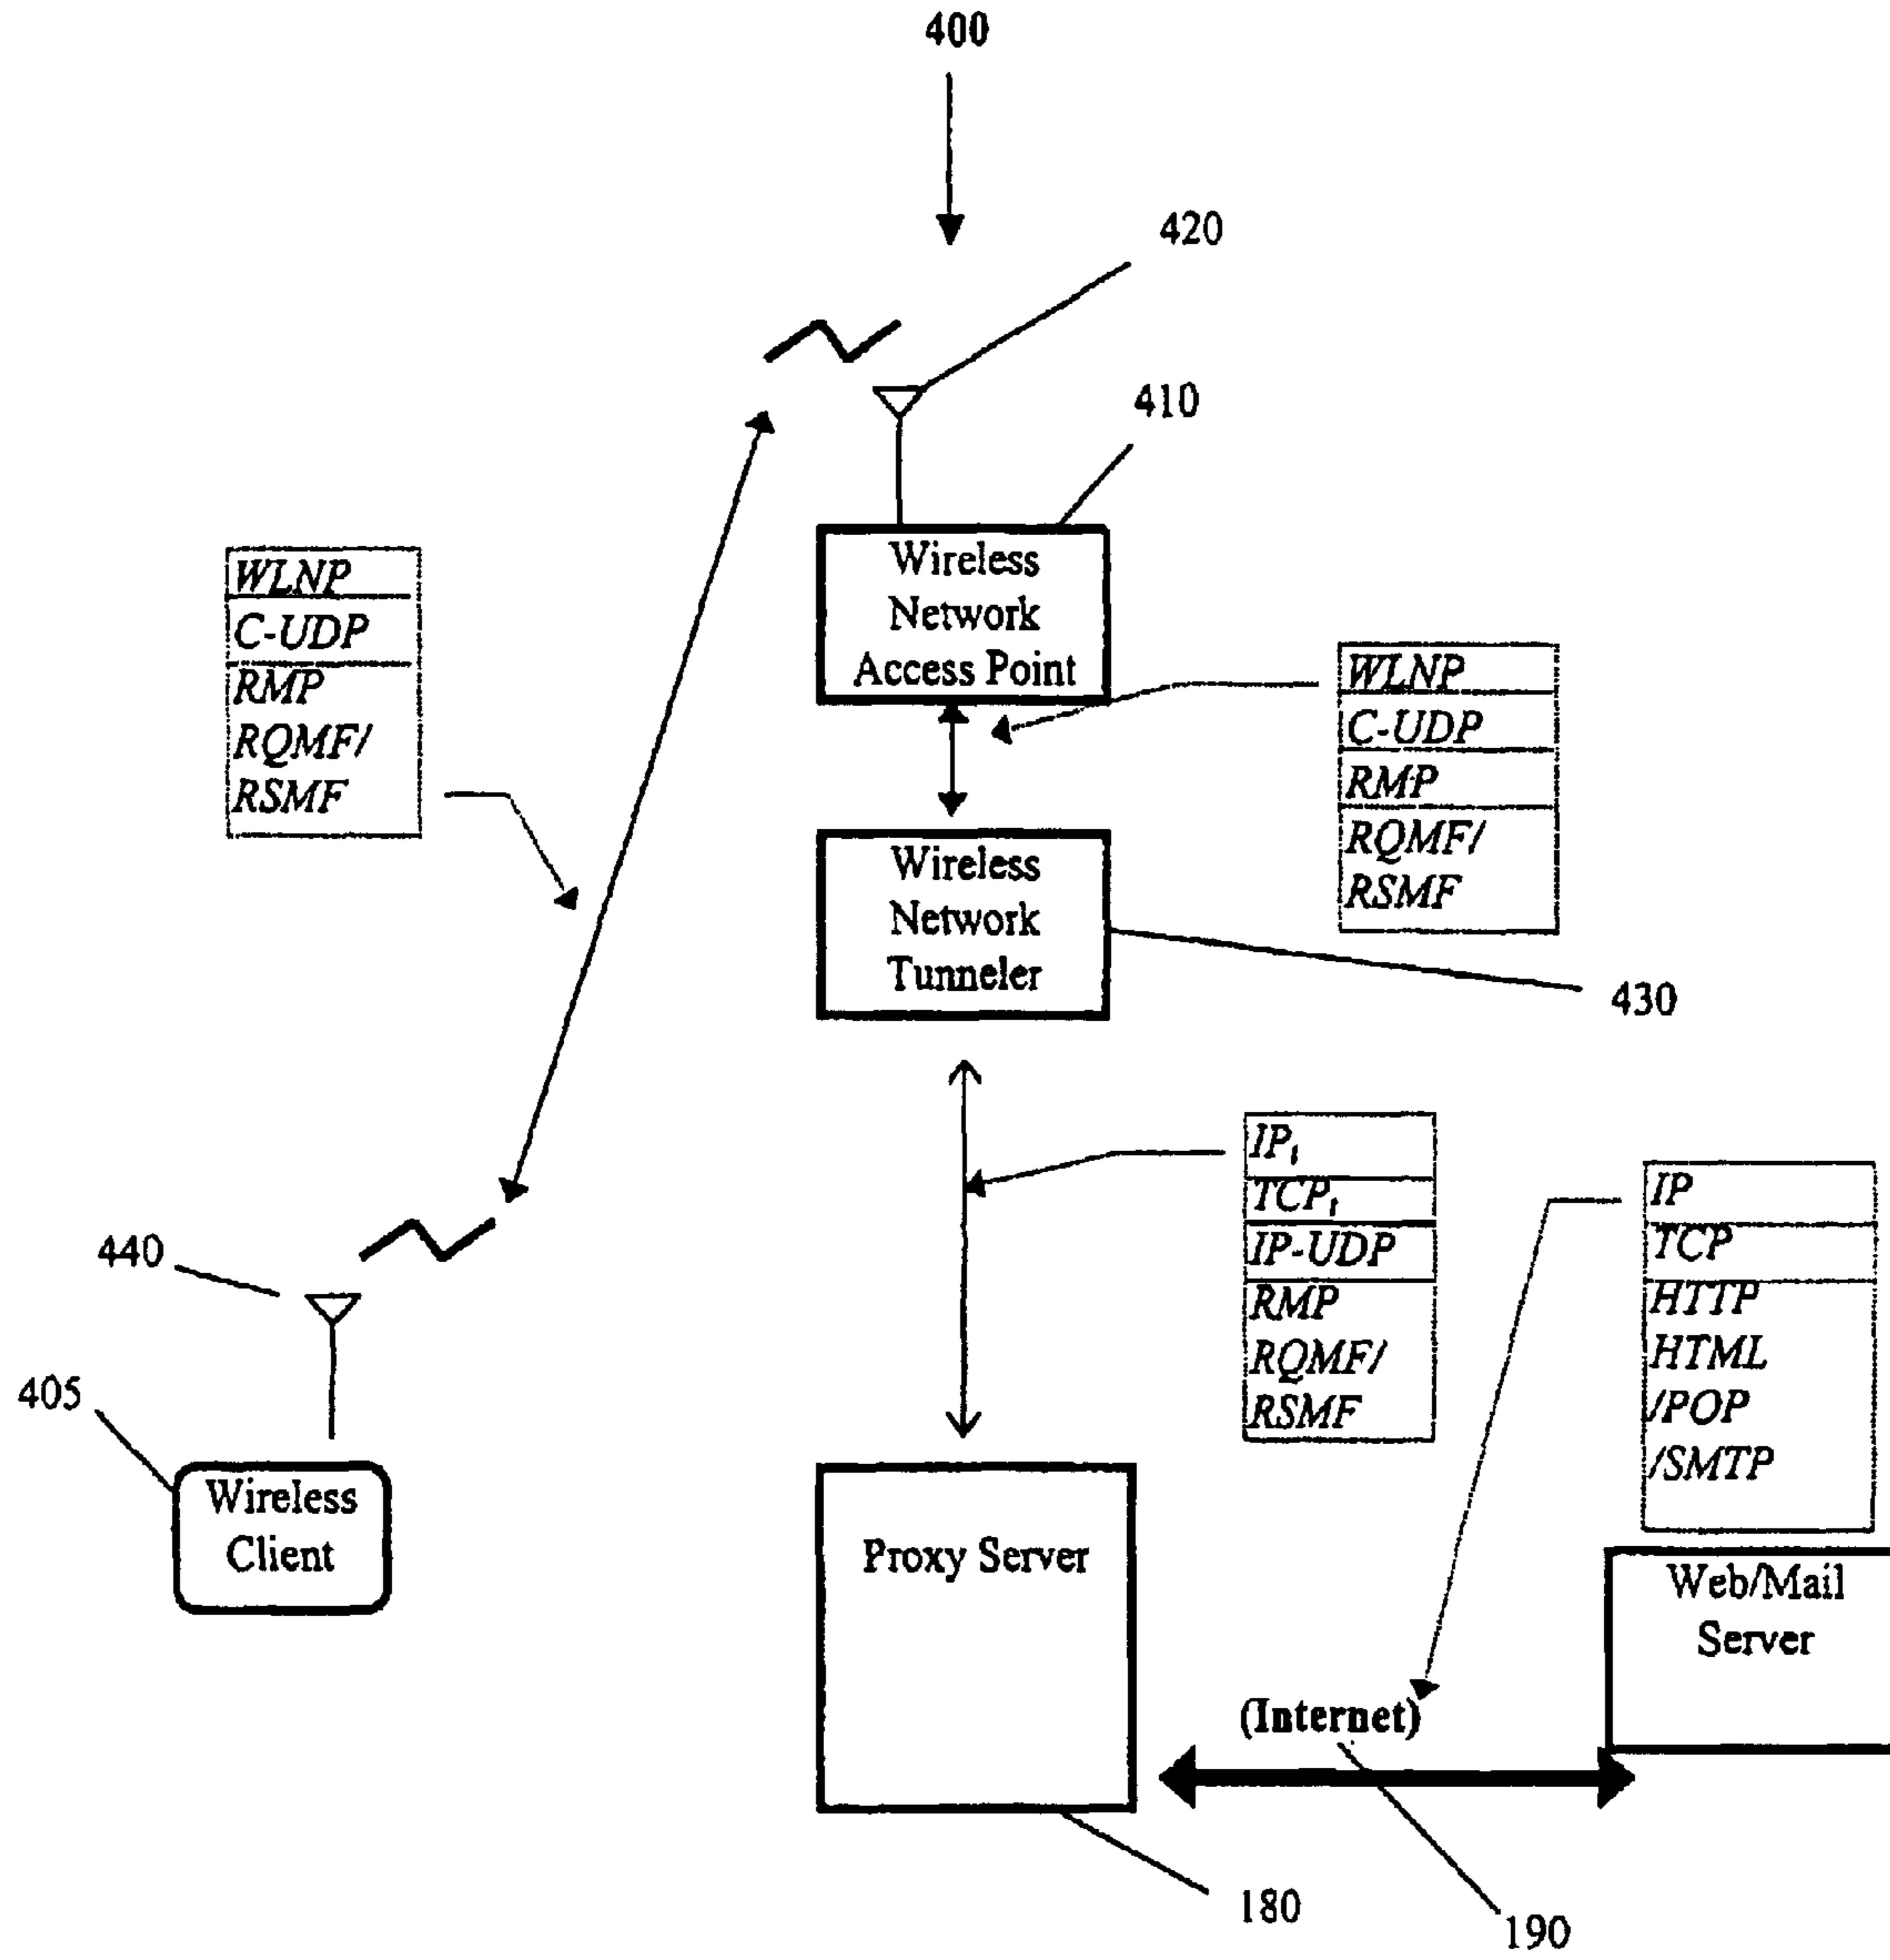 400
420
410
Wireless
Network
Access Point
WLNP
C-UDP
RMP
RQMF/
RSMF
WLNP
C-UDP
RMP
RQMF/
RSMF
Wireless
Network
Tunneler
430
IPₜ
TCPₜ
IP-UDP
RMP
RQMF/
RSMF
IP
TCP
HTTP
HTML
/POP
/SMTP
440
405
Wireless
Client
Proxy Server
Web/Mail
Server
(Internet)
180
190